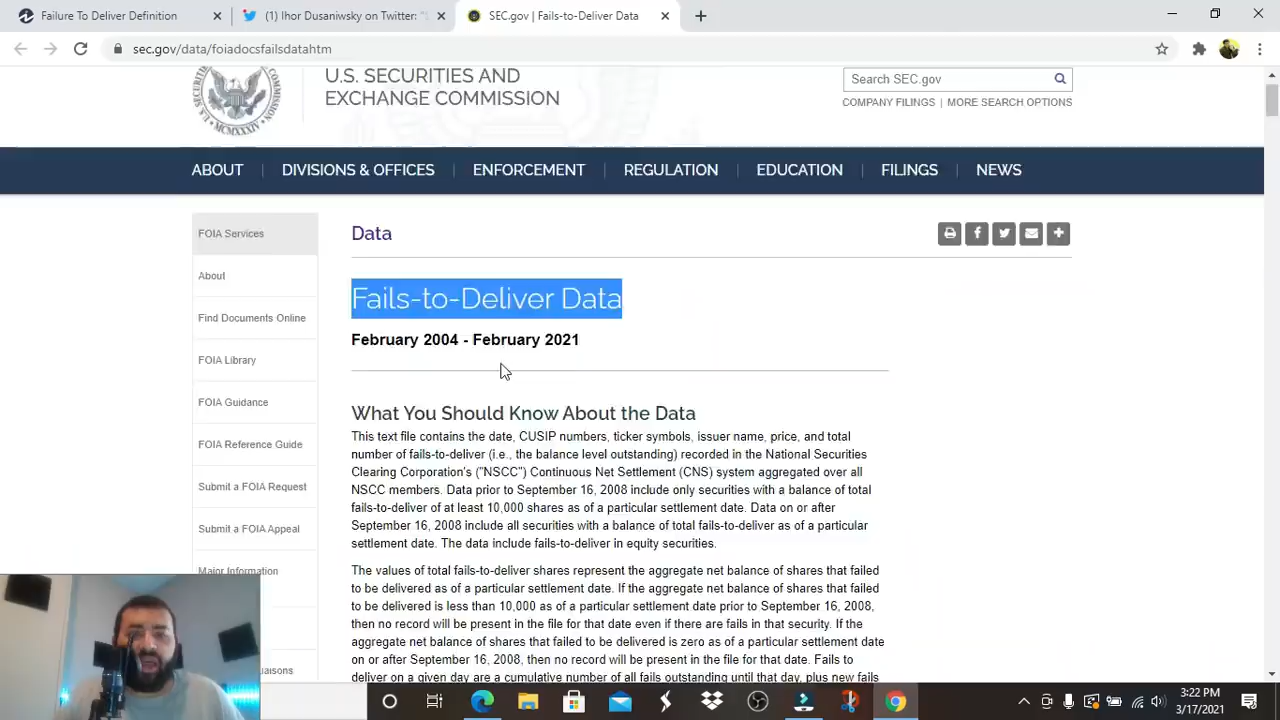 Failure To Deliver Definition
(1) Ihor Dusaniwsky on Twitter: "L
SEC.gov | Fails-to-Deliver Data
sec.gov/data/foiadocsfailsdatahtm
U.S. SECURITIES AND
EXCHANGE COMMISSION
MCMXXXIV
Search SEC.gov
COMPANY FILINGS | MORE SEARCH OPTIONS
ABOUT
DIVISIONS & OFFICES
ENFORCEMENT
REGULATION
EDUCATION
FILINGS
NEWS
FOIA Services
About
Find Documents Online
FOIA Library
FOIA Guidance
FOIA Reference Guide
Submit a FOIA Request
Submit a FOIA Appeal
Major Information
Data
Fails-to-Deliver Data
February 2004 - February 2021
What You Should Know About the Data
This text file contains the date, CUSIP numbers, ticker symbols, issuer name, price, and total
number of fails-to-deliver (i.e., the balance level outstanding) recorded in the National Securities
Clearing Corporation's ("NSCC") Continuous Net Settlement (CNS) system aggregated over all
NSCC members. Data prior to September 16, 2008 include only securities with a balance of total
fails-to-deliver of at least 10,000 shares as of a particular settlement date. Data on or after
September 16, 2008 include all securities with a balance of total fails-to-deliver as of a particular
settlement date. The data include fails-to-deliver in equity securities.
The values of total fails-to-deliver shares represent the aggregate net balance of shares that failed
to be delivered as of a particular settlement date. If the aggregate net balance of shares that failed
to be delivered is less than 10,000 as of a particular settlement date prior to September 16, 2008,
then no record will be present in the file for that date even if there are fails in that security. If the
aggregate net balance of shares that failed to be delivered is zero as of a particular settlement date
on or after September 16, 2008, then no record will be present in the file for that date. Fails to
deliver on a given day are a cumulative number of all fails outstanding until that day, plus new fails
3:22 PM
3/17/2021